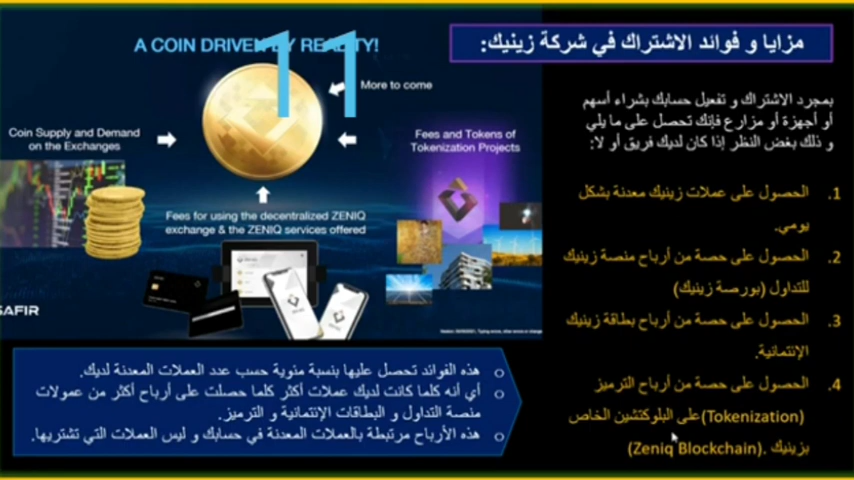 مزايا و فوائد الاشتراك في شركة زينيك:
A COIN DRIVEN BY REALITY!
11
More to come
Coin Supply and Demand
on the Exchanges
Fees and Tokens of
Tokenization Projects
Fees for using the decentralized ZENIQ
exchange & the ZENIQ services offered
SAFIR
بمجرد الاشتراك و تفعيل حسابك بشراء أسهم
أو أجهزة أو مزارع فإنك تحصل على ما يلي
و ذلك بغض النظر إذا كان لديك فريق أو لا:
1. الحصول على عملات زينيك معدنة بشكل
يومي.
2. الحصول على حصة من أرباح منصة زينيك
للتداول (بورصة زينيك)
3. الحصول على حصة من أرباح بطاقة زينيك
الإئتمانية.
4. الحصول على حصة من أرباح الترميز
(Tokenization)على البلوكتشين الخاص
بزينيك .(Zeniq Blockchain)
o هذه الفوائد تحصل عليها بنسبة مئوية حسب عدد العملات المعدنة لديك.
o أي أنه كلما كانت لديك عملات أكثر كلما حصلت على أرباح أكثر من عمولات
منصة التداول و البطاقات الإئتمانية و الترميز.
o هذه الأرباح مرتبطة بالعملات المعدنة في حسابك و ليس العملات التي تشتريها.